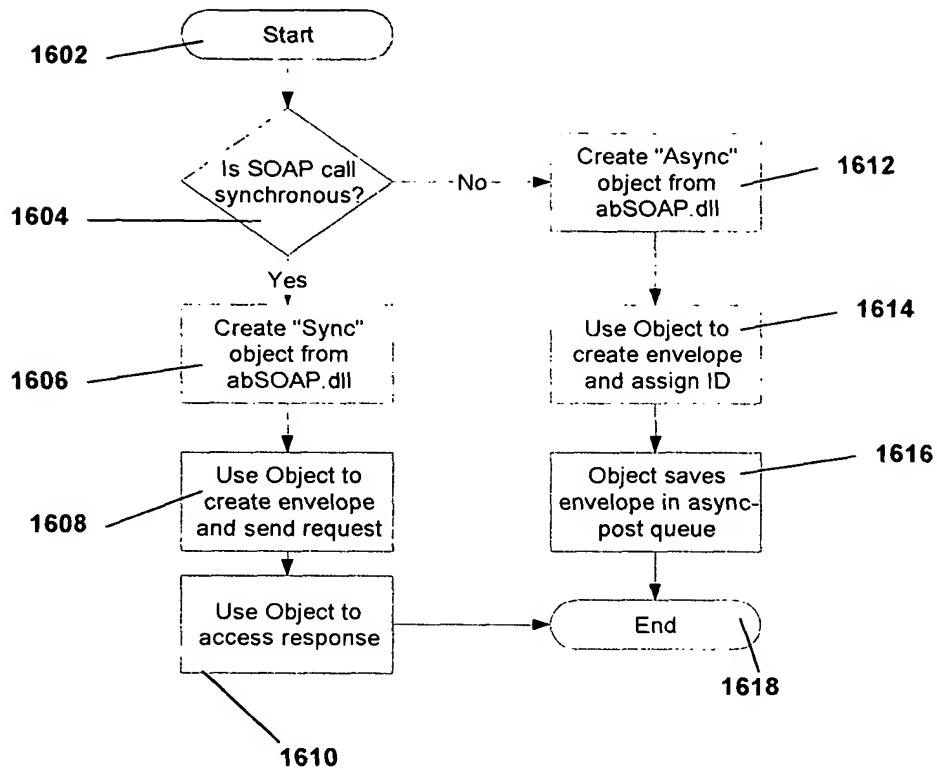 Start
1602
Is SOAP call
synchronous?
1604
No
Yes
Create "Async"
object from
abSOAP.dll
1612
Create "Sync"
object from
abSOAP.dll
1606
Use Object to
create envelope
and assign ID
1614
Use Object to
create envelope
and send request
1608
Object saves
envelope in async-
post queue
1616
Use Object to
access response
1610
End
1618